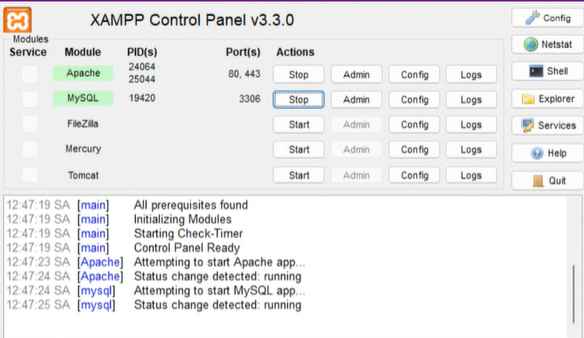 XAMPP Control Panel v3.3.0
Modules
Service Module PID(s) Port(s) Actions
Apache 24064 25044 80, 443 Stop Admin Config Logs
MySQL 19420 3306 Stop Admin Config Logs
FileZilla Start Admin Config Logs
Mercury Start Admin Config Logs
Tomcat Start Admin Config Logs
Config
Netstat
Shell
Explorer
Services
Help
Quit
12:47:19 SA [main] All prerequisites found
12:47:19 SA [main] Initializing Modules
12:47:19 SA [main] Starting Check-Timer
12:47:19 SA [main] Control Panel Ready
12:47:23 SA [Apache] Attempting to start Apache app...
12:47:24 SA [Apache] Status change detected: running
12:47:24 SA [mysql] Attempting to start MySQL app...
12:47:25 SA [mysql] Status change detected: running